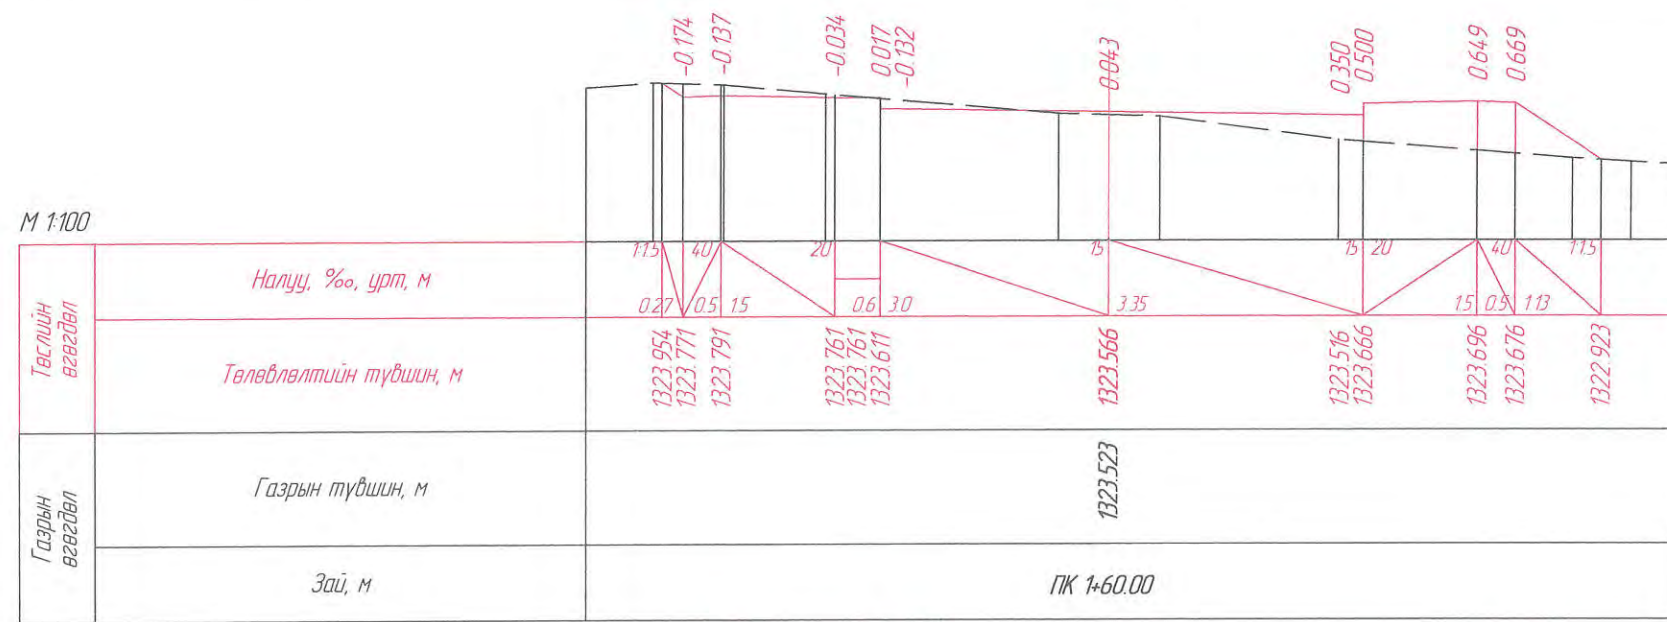 -0.174
-0.137
-0.034
0.017
-0.132
0.043
0.350
0.500
0.649
0.669
М 1:100
Төслийн өгөгдөл
Налуу, ‰, урт, м
1:1.5 40 20 15 15 20 40 1:1.5
0.27 0.5 1.5 0.6 3.0 3.35 1.5 0.5 1.13
Төлөвлөлтийн түвшин, м
1323.954
1323.771
1323.791
1323.761
1323.761
1323.611
1323.566
1323.516
1323.666
1323.696
1323.676
1322.923
Газрын өгөгдөл
Газрын түвшин, м
1323.523
Зай, м
ПК 1+60.00